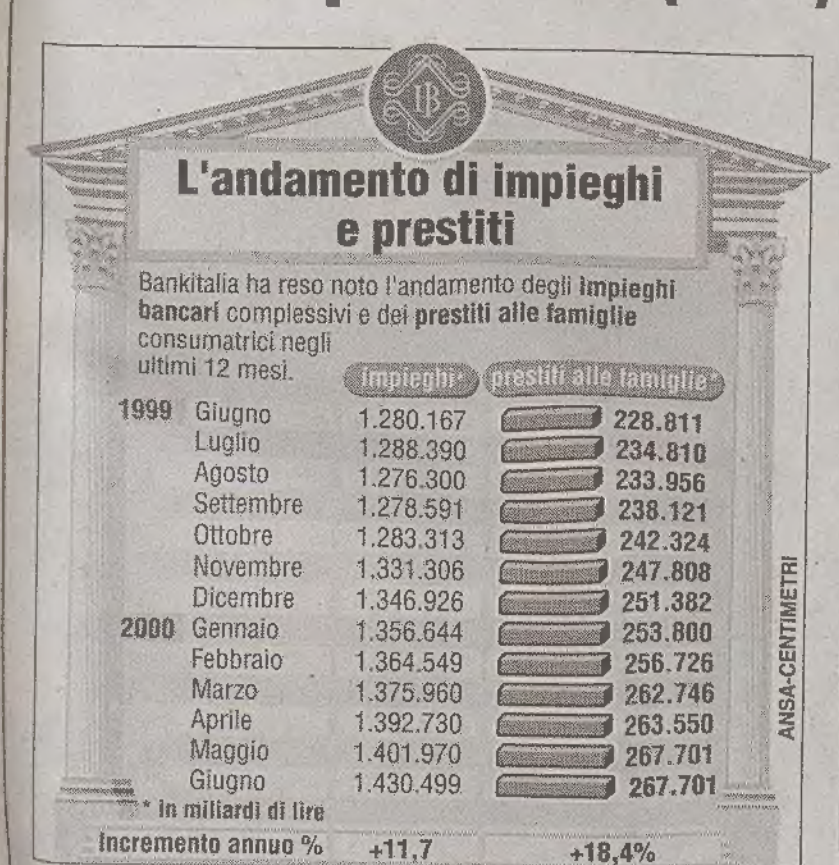 IB
L'andamento di impieghi
e prestiti
Bankitalia ha reso noto l'andamento degli impieghi
bancari complessivi e dei prestiti alle famiglie
consumatrici negli
ultimi 12 mesi.
impieghi* prestiti alle famiglie
1999 Giugno 1.280.167 228.811
Luglio 1.288.390 234.810
Agosto 1.276.300 233.956
Settembre 1.278.591 238.121
Ottobre 1.283.313 242.324
Novembre 1.331.306 247.808
Dicembre 1.346.926 251.382
2000 Gennaio 1.356.644 253.800
Febbraio 1.364.549 256.726
Marzo 1.375.960 262.746
Aprile 1.392.730 263.550
Maggio 1.401.970 267.701
Giugno 1.430.499 267.701
* in miliardi di lire
Incremento annuo % +11,7 +18,4%
ANSA-CENTIMETRI